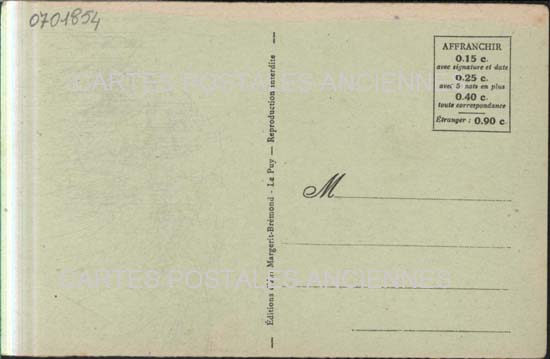 0701854
AFFRANCHIR
0.15 c.
avec signature et date
0.25 c.
avec 5 mots en plus
0.40 c.
toute correspondance
Étranger : 0.90 c.
CARTES POSTALES ANCIENNES
— Éditions Margerit-Brémond - Le Puy — Reproduction interdite —
M
CARTES POSTALES ANCIENNES